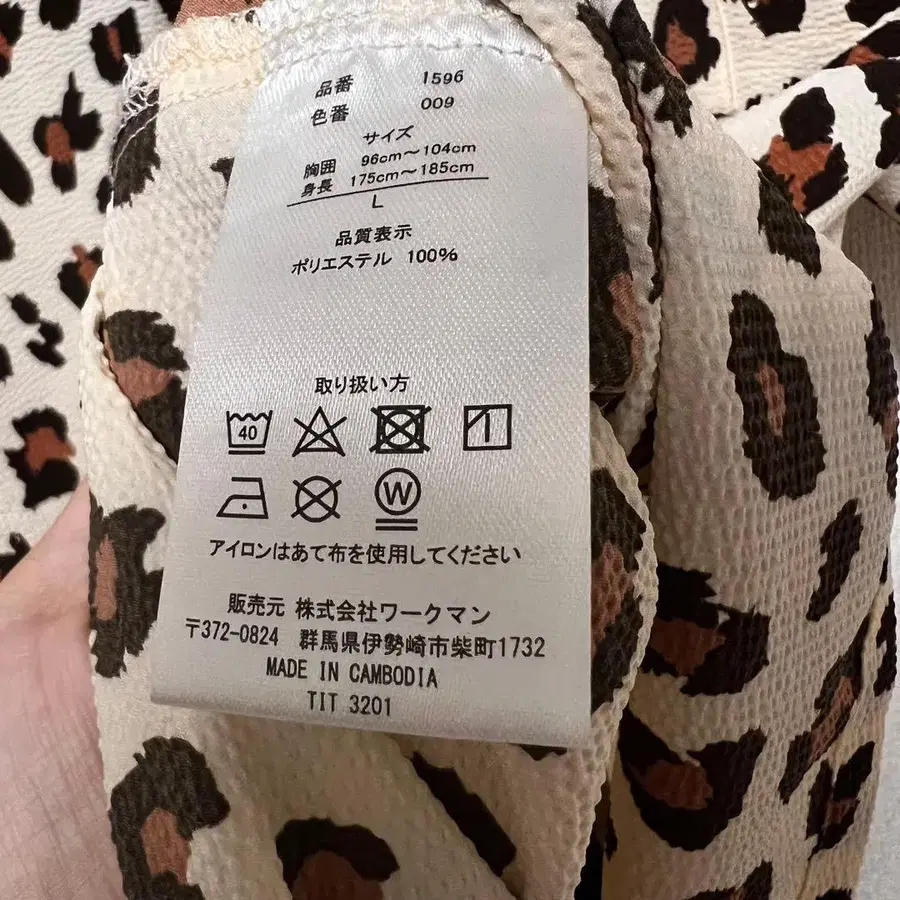 品番 1596
色番 009
サイズ
胸囲 96cm～104cm
身長 175cm～185cm
L
品質表示
ポリエステル 100%
取り扱い方
40
W
アイロンはあて布を使用してください
販売元 株式会社ワークマン
〒372-0824 群馬県伊勢崎市柴町1732
MADE IN CAMBODIA
TIT 3201